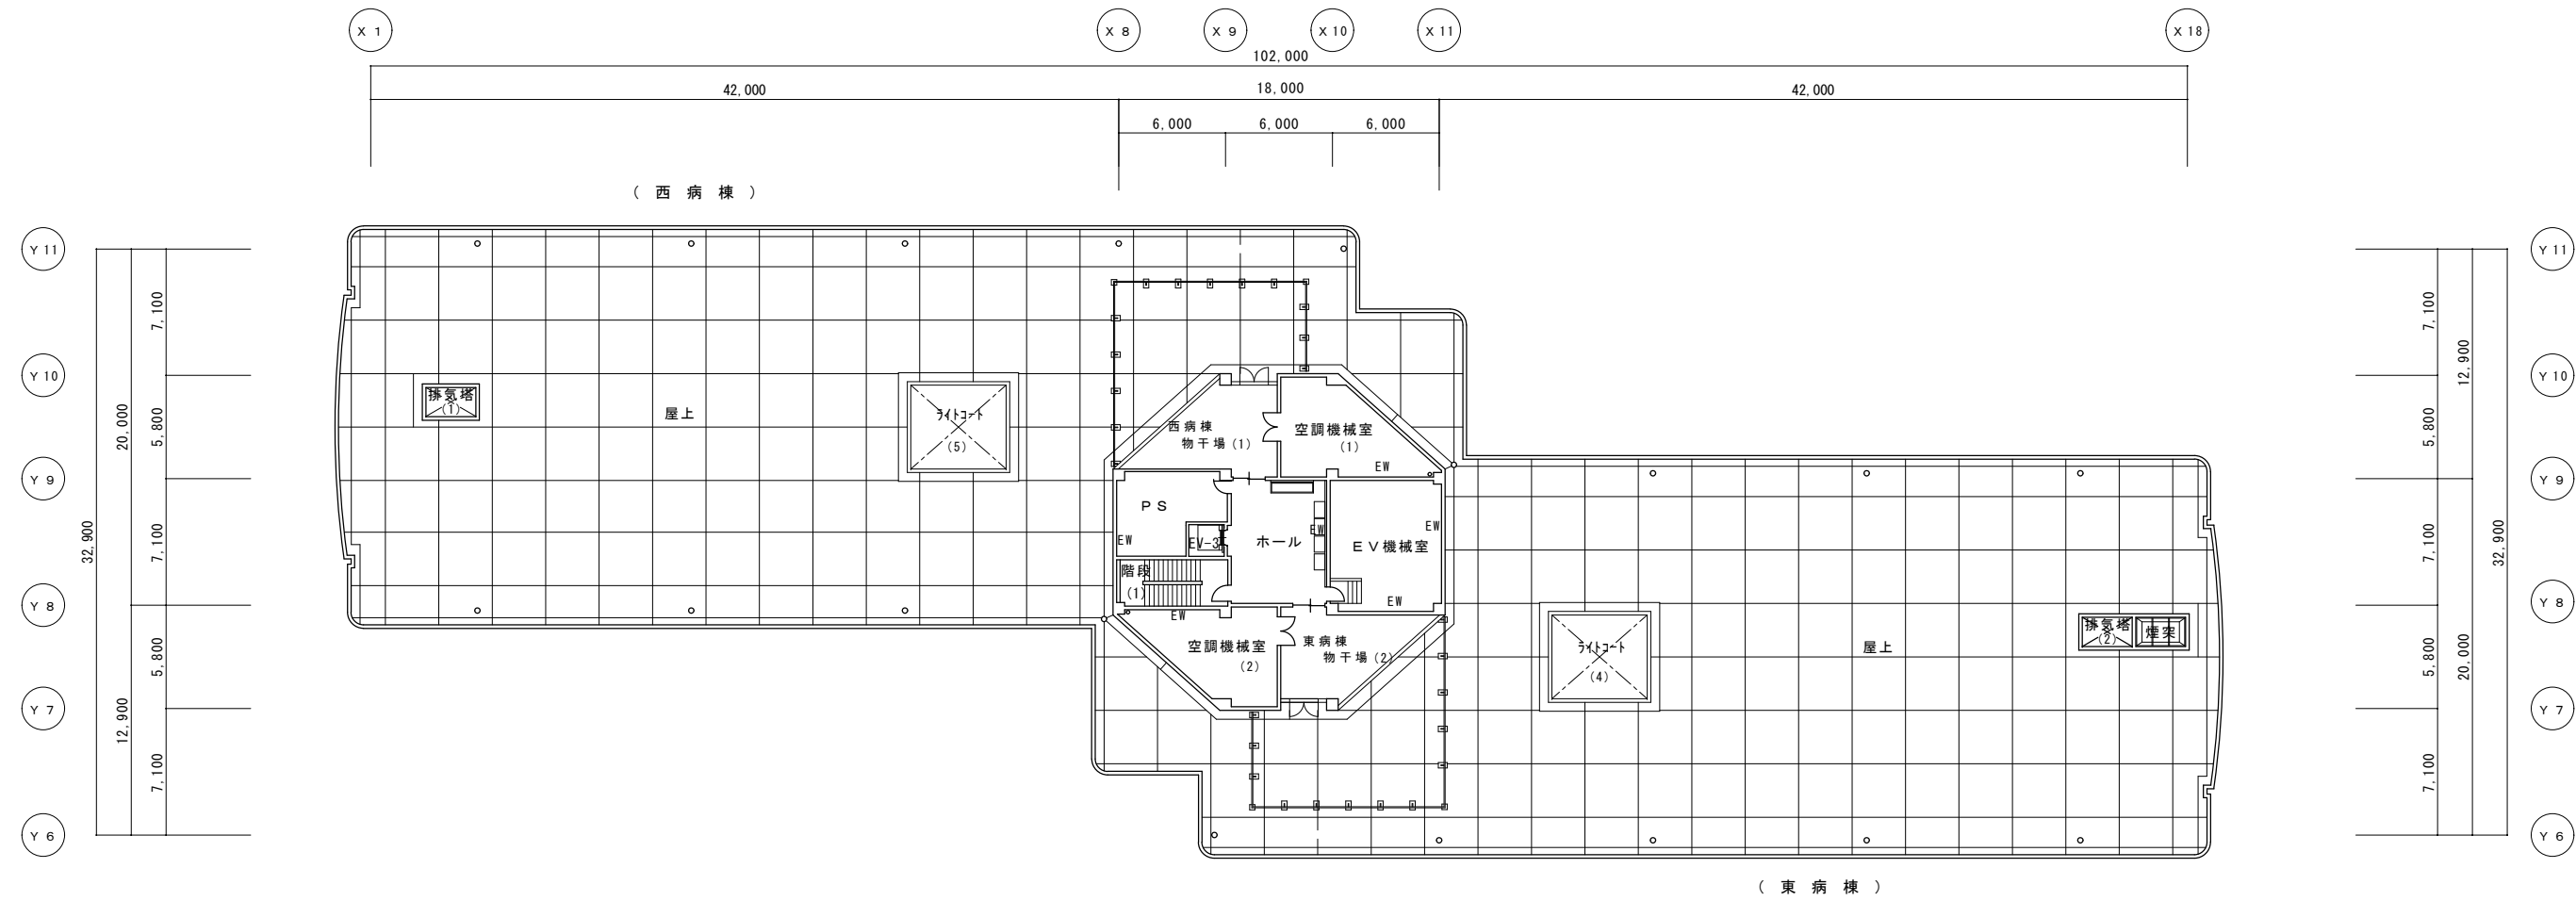 X 1
X 8
X 9
X 10
X 11
X 18
102,000
42,000
18,000
42,000
6,000
6,000
6,000
( 西 病 棟 )
Y 11
Y 10
Y 9
Y 8
Y 7
Y 6
32,900
20,000
12,900
7,100
5,800
7,100
5,800
7,100
排気塔
(1)
屋上
ライトコート
(5)
西病棟
物干場(1)
空調機械室
(1)
EW
PS
EW
EV-3
ホール
EW
EW
EV機械室
階段
(1)
EW
EW
空調機械室
(2)
東病棟
物干場(2)
ライトコート
(4)
屋上
排気塔
(2)
煙突
7,100
5,800
7,100
5,800
7,100
12,900
20,000
32,900
Y 11
Y 10
Y 9
Y 8
Y 7
Y 6
( 東 病 棟 )